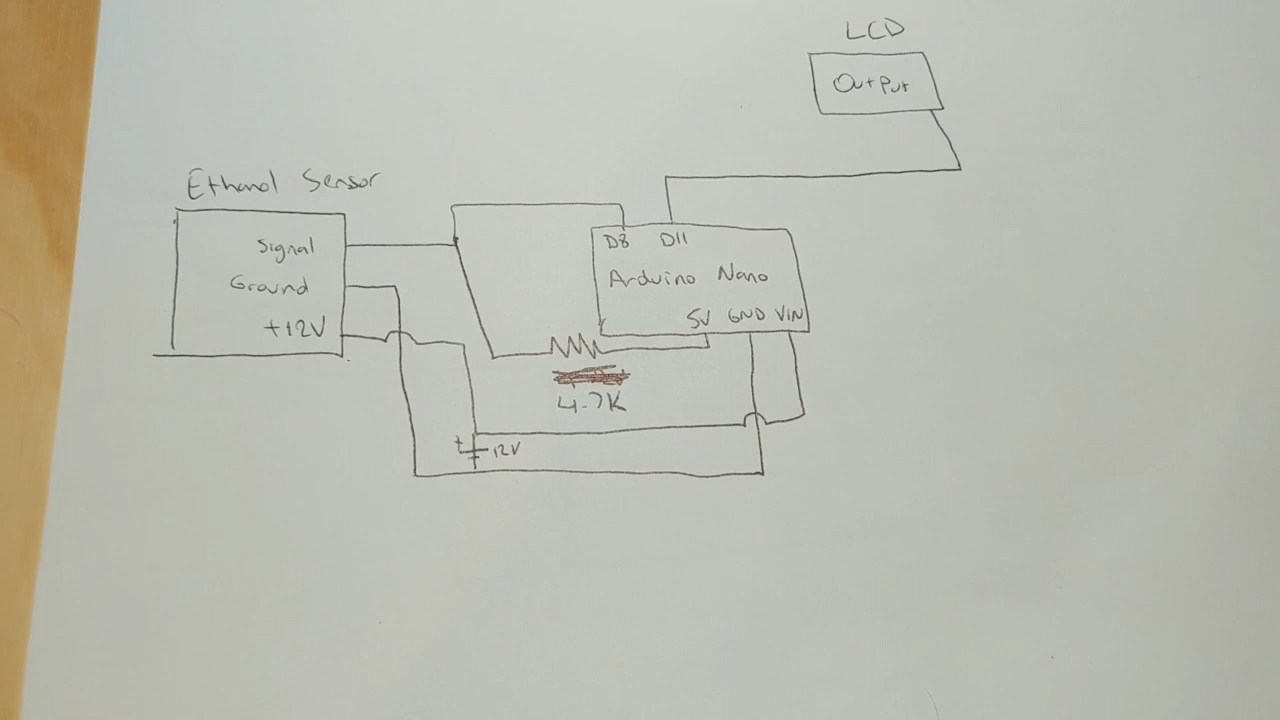 LCD
Output
Ethanol Sensor
Signal
Ground
+12V
D8 D11
Arduino Nano
5V GND VIN
4.7K
+ 12V